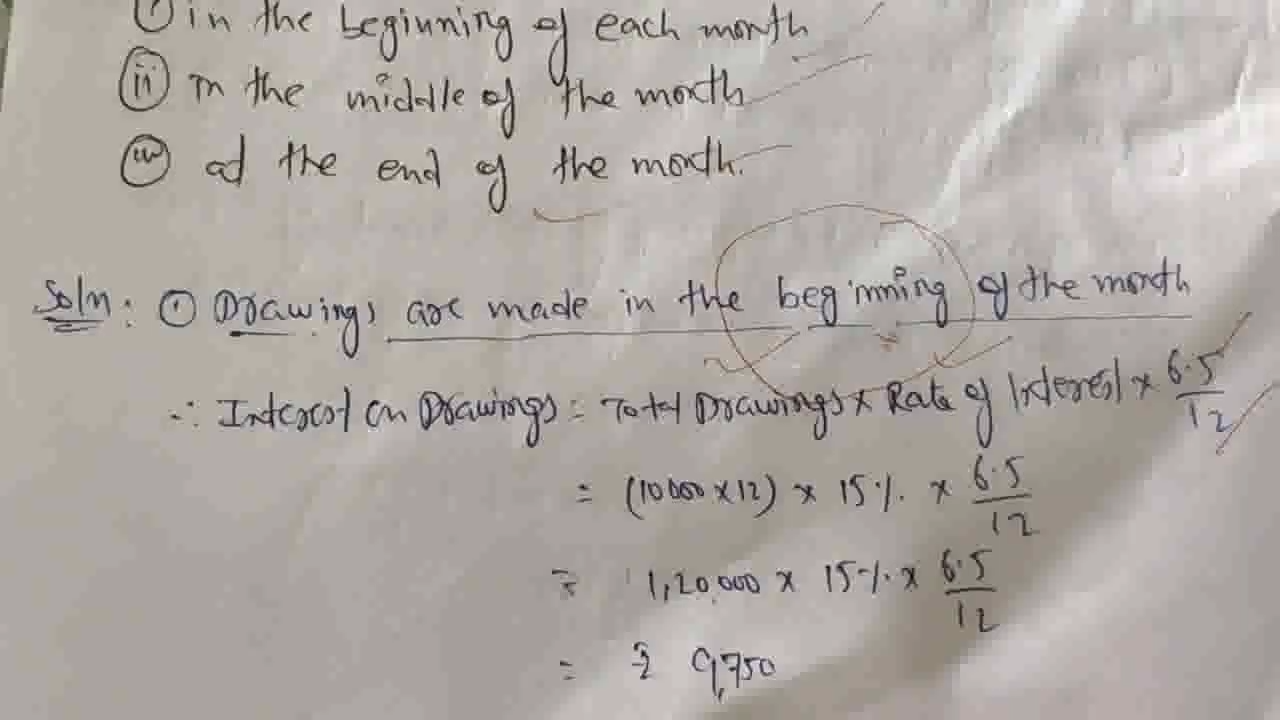 (i) in the beginning of each month
(ii) in the middle of the month
(iii) at the end of the month.
Soln: (i) Drawings are made in the beginning of the month
∴ Interest on Drawings = Total Drawings x Rate of Interest x 6.5/12
= (10000 x 12) x 15% x 6.5/12
= 1,20,000 x 15% x 6.5/12
= ₹ 9,750